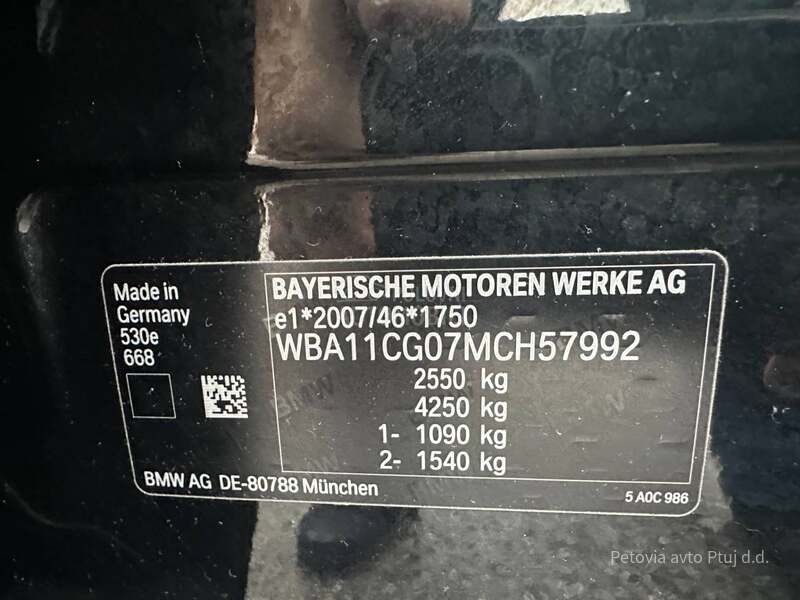 Made in
Germany
530e
668
BAYERISCHE MOTOREN WERKE AG
e1*2007/46*1750
WBA11CG07MCH57992
2550 kg
4250 kg
1- 1090 kg
2- 1540 kg
BMW AG DE-80788 München
5 A0C 986
Petovia avto Ptuj d.d.